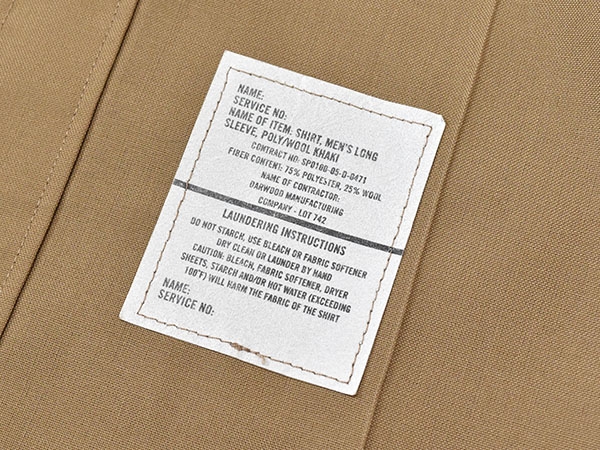 NAME:
SERVICE NO:
NAME OF ITEM: SHIRT, MEN'S LONG
SLEEVE, POLY/WOOL KHAKI
CONTRACT NO: SPO100-05-D-0471
FIBER CONTENT: 75% POLYESTER, 25% WOOL
NAME OF CONTRACTOR:
DARWOOD MANUFACTURING
COMPANY - LOT 742
LAUNDERING INSTRUCTIONS
DO NOT STARCH, USE BLEACH OR FABRIC SOFTENER
DRY CLEAN OR LAUNDER BY HAND
CAUTION: BLEACH, FABRIC SOFTENER, DRYER
SHEETS, STARCH AND/OR HOT WATER (EXCEEDING
100°F) WILL HARM THE FABRIC OF THE SHIRT
NAME:
SERVICE NO: